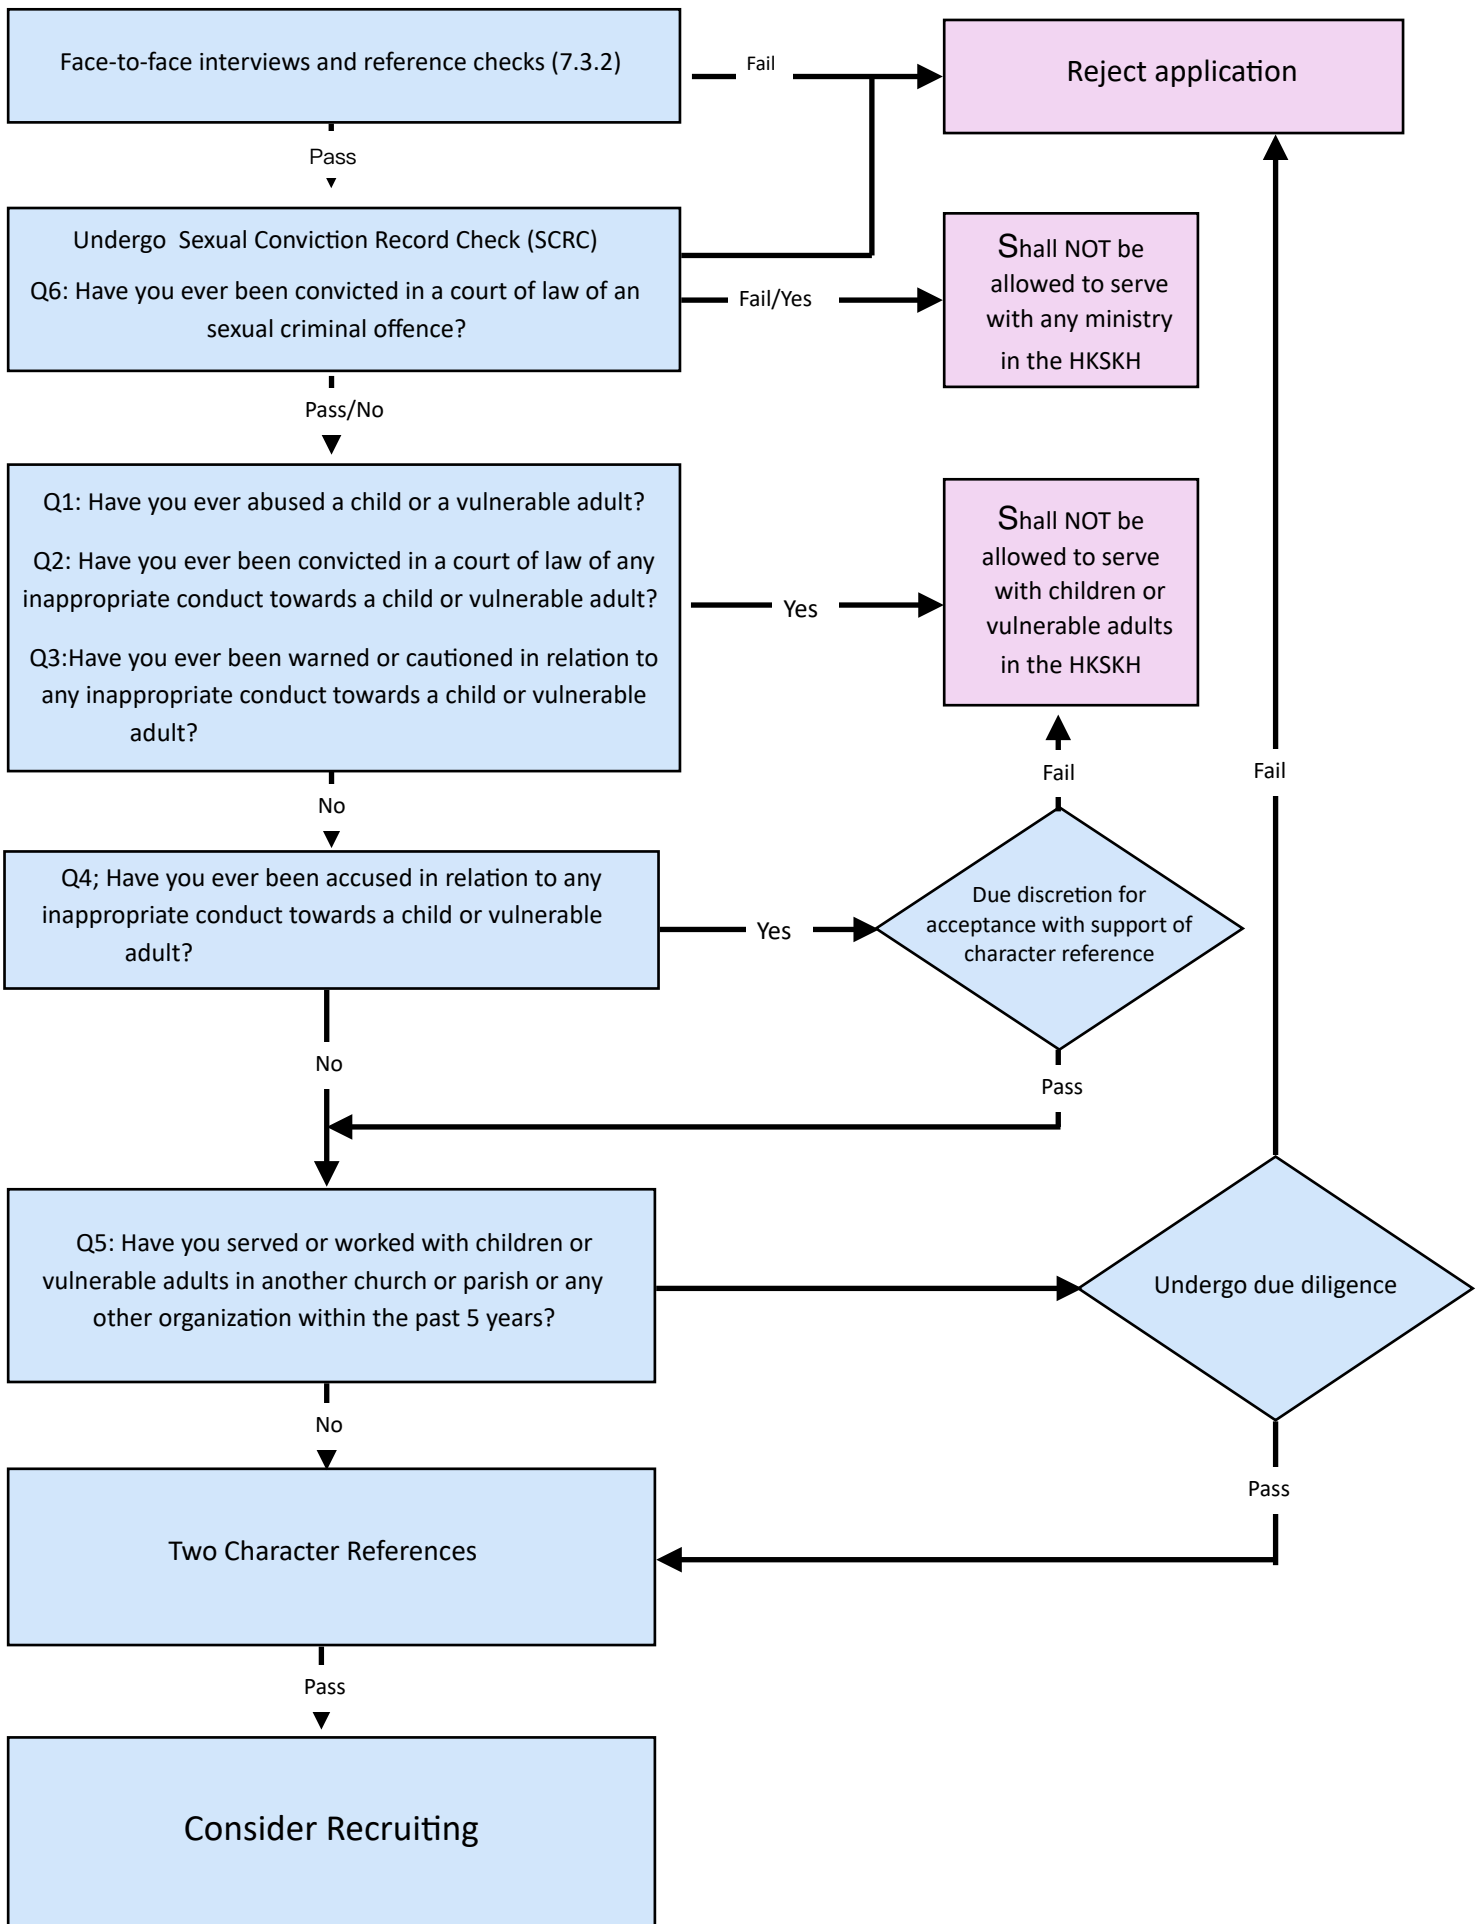 Face-to-face interviews and reference checks (7.3.2)
Fail
Reject application
Pass
Undergo  Sexual Conviction Record Check (SCRC)
Q6: Have you ever been convicted in a court of law of an
sexual criminal offence?
Fail/Yes
Shall NOT be
allowed to serve
with any ministry
in the HKSKH
Pass/No
Q1: Have you ever abused a child or a vulnerable adult?
Q2: Have you ever been convicted in a court of law of any
inappropriate conduct towards a child or vulnerable adult?
Q3:Have you ever been warned or cautioned in relation to
any inappropriate conduct towards a child or vulnerable
adult?
Yes
Shall NOT be
allowed to serve
with children or
vulnerable adults
in the HKSKH
Fail
Fail
No
Q4; Have you ever been accused in relation to any
inappropriate conduct towards a child or vulnerable
adult?
Yes
Due discretion for
acceptance with support of
character reference
No
Pass
Q5: Have you served or worked with children or
vulnerable adults in another church or parish or any
other organization within the past 5 years?
Undergo due diligence
No
Pass
Two Character References
Pass
Consider Recruiting